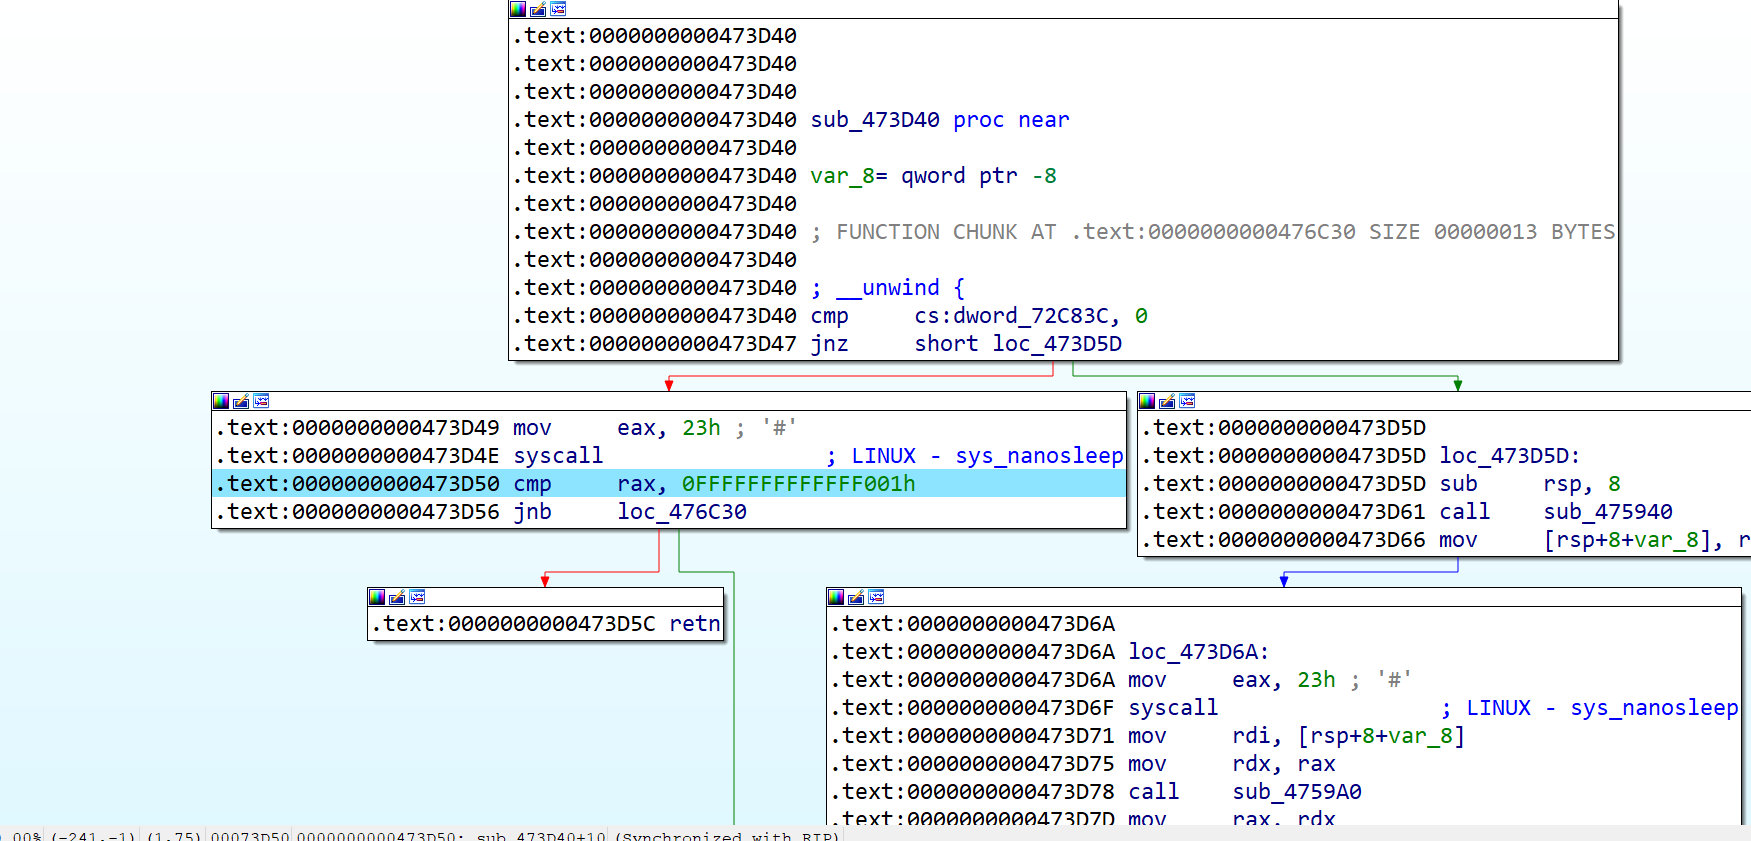 .text:0000000000473D40
.text:0000000000473D40
.text:0000000000473D40
.text:0000000000473D40 sub_473D40 proc near
.text:0000000000473D40
.text:0000000000473D40 var_8= qword ptr -8
.text:0000000000473D40
.text:0000000000473D40 ; FUNCTION CHUNK AT .text:0000000000476C30 SIZE 00000013 BYTES
.text:0000000000473D40
.text:0000000000473D40 ; __unwind {
.text:0000000000473D40 cmp cs:dword_72C83C, 0
.text:0000000000473D47 jnz short loc_473D5D
.text:0000000000473D49 mov eax, 23h ; '#'
.text:0000000000473D4E syscall ; LINUX - sys_nanosleep
.text:0000000000473D50 cmp rax, 0FFFFFFFFFFFFF001h
.text:0000000000473D56 jnb loc_476C30
.text:0000000000473D5D
.text:0000000000473D5D loc_473D5D:
.text:0000000000473D5D sub rsp, 8
.text:0000000000473D61 call sub_475940
.text:0000000000473D66 mov [rsp+8+var_8], r
.text:0000000000473D5C retn
.text:0000000000473D6A
.text:0000000000473D6A loc_473D6A:
.text:0000000000473D6A mov eax, 23h ; '#'
.text:0000000000473D6F syscall ; LINUX - sys_nanosleep
.text:0000000000473D71 mov rdi, [rsp+8+var_8]
.text:0000000000473D75 mov rdx, rax
.text:0000000000473D78 call sub_4759A0
.text:0000000000473D7D mov rax, rdx
.00% (-241,-1) (1,75) 00073D50 0000000000473D50: sub_473D40+10 (Synchronized with RIP)